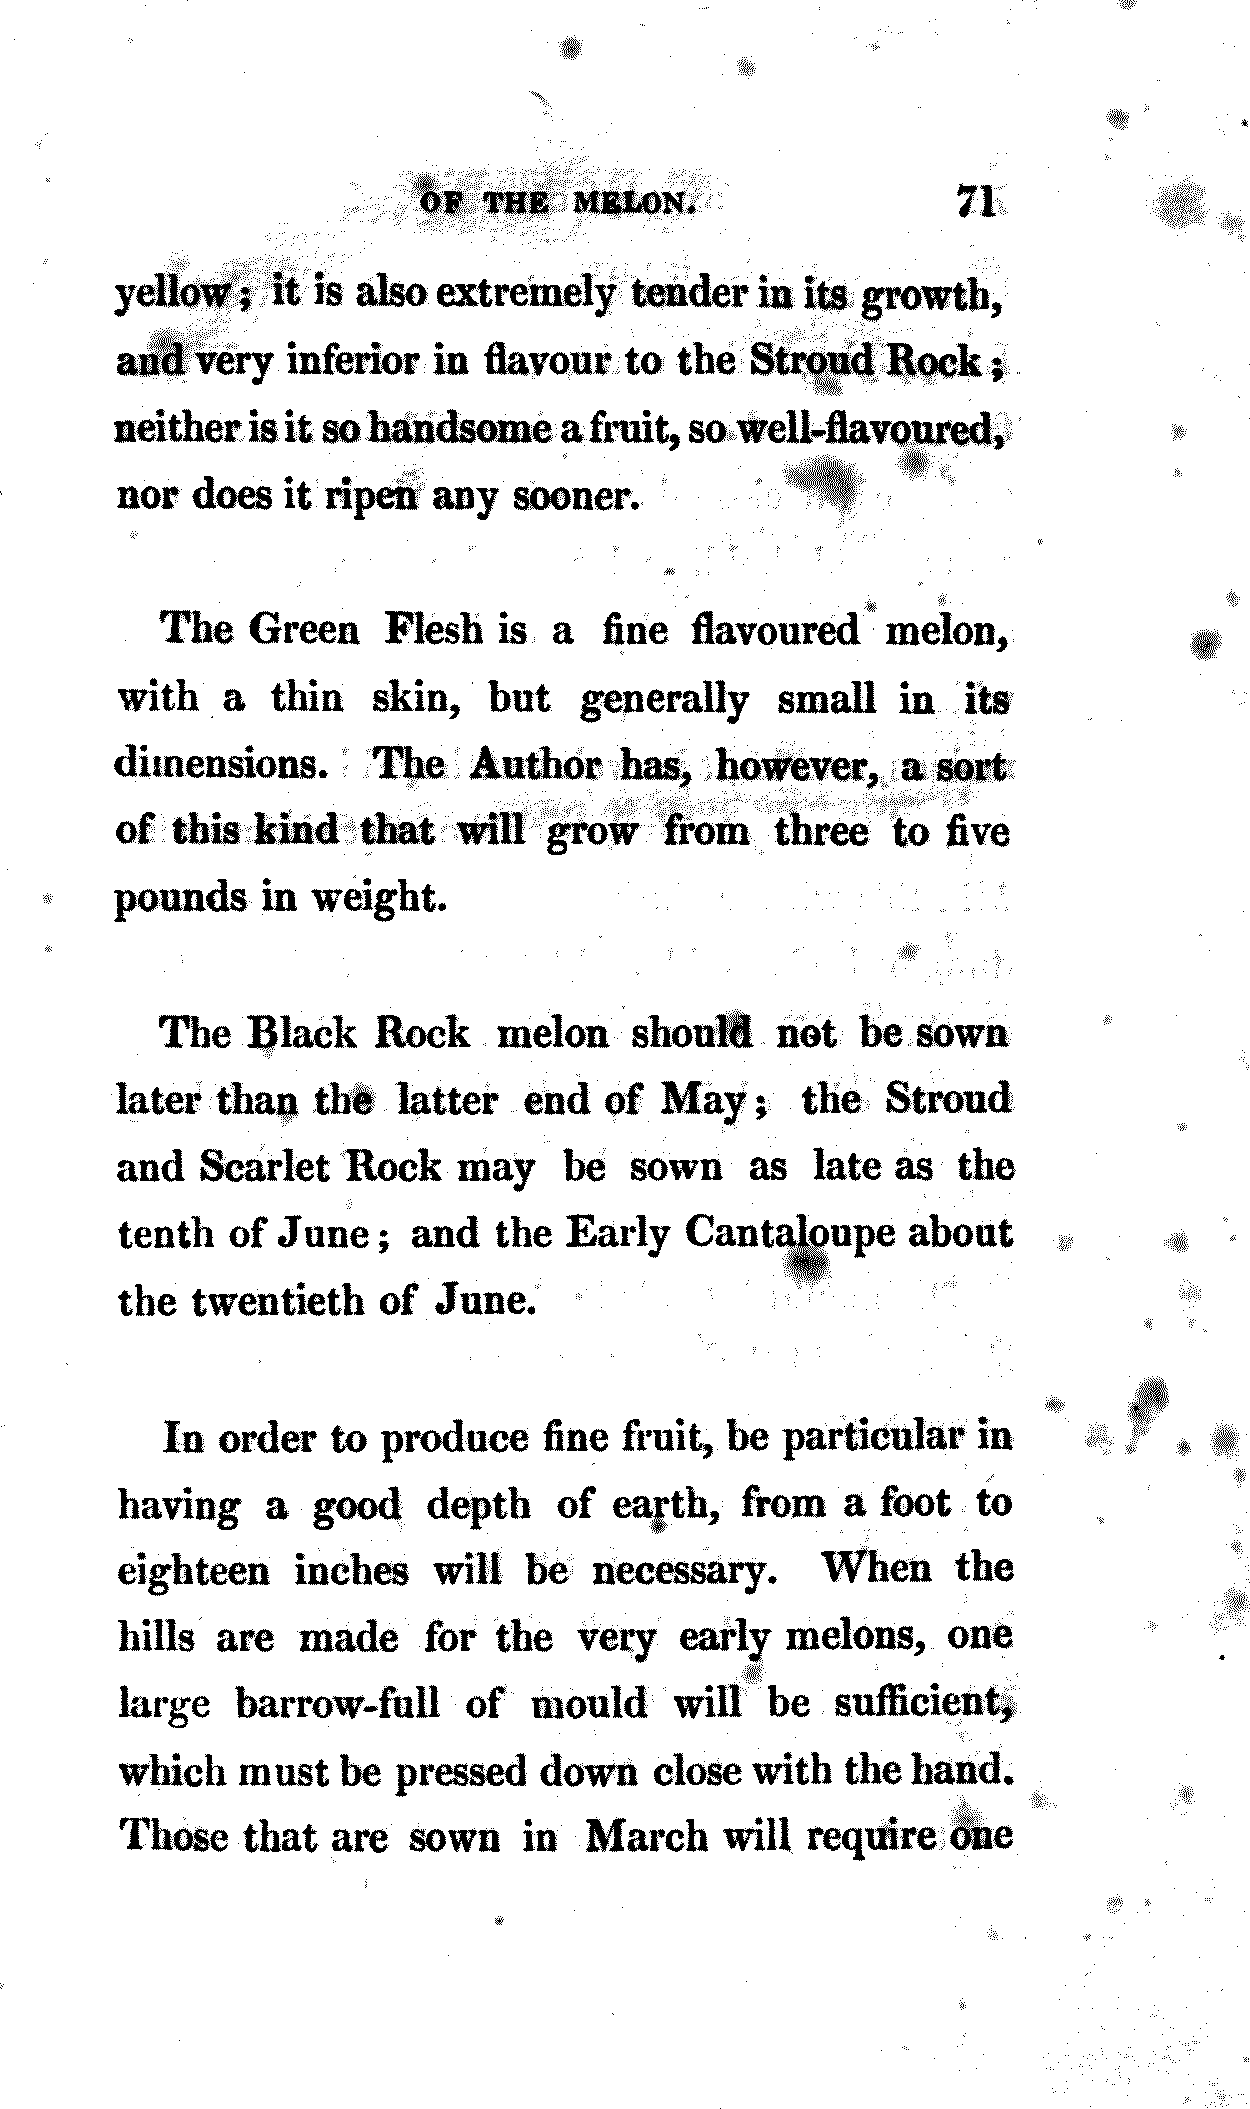 OF THE MELON. 71
yellow; it is also extremely tender in its growth,
and very inferior in flavour to the Stroud Rock;
neither is it so handsome a fruit, so well-flavoured,
nor does it ripen any sooner.
The Green Flesh is a fine flavoured melon,
with a thin skin, but generally small in its
dimensions. The Author has, however, a sort
of this kind that will grow from three to five
pounds in weight.
The Black Rock melon should not be sown
later than the latter end of May; the Stroud
and Scarlet Rock may be sown as late as the
tenth of June; and the Early Cantaloupe about
the twentieth of June.
In order to produce fine fruit, be particular in
having a good depth of earth, from a foot to
eighteen inches will be necessary. When the
hills are made for the very early melons, one
large barrow-full of mould will be sufficient,
which must be pressed down close with the hand.
Those that are sown in March will require one